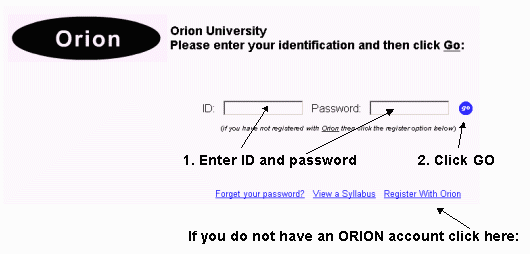 Orion
Orion University
Please enter your identification and then click Go:
ID: Password: go
(if you have not registered with Orion then click the register option below)
1. Enter ID and password 2. Click GO
Forget your password? View a Syllabus Register With Orion
If you do not have an ORION account click here: